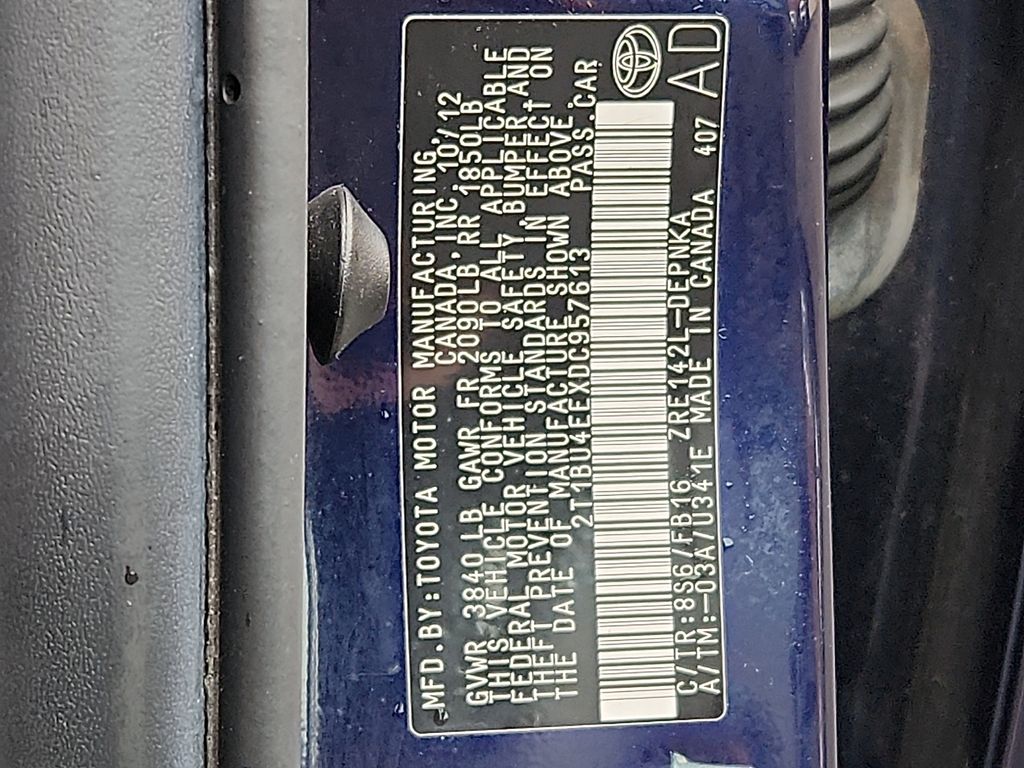 MFD.BY:TOYOTA MOTOR MANUFACTURING
CANADA,INC. 10/12
GVWR 3840 LB GAWR FR 2090LB RR 1850LB
THIS VEHICLE CONFORMS TO ALL APPLICABLE
FEDERAL MOTOR VEHICLE SAFETY, BUMPER AND
THEFT PREVENTION STANDARDS IN EFFECT ON
THE DATE OF MANUFACTURE SHOWN ABOVE.
2T1BU4EEXDC957613 PASS.CAR
C/TR:8S6/FB16 ZRE142L-DEPNKA
A/TM:-03A/U341E MADE IN CANADA 407 AD